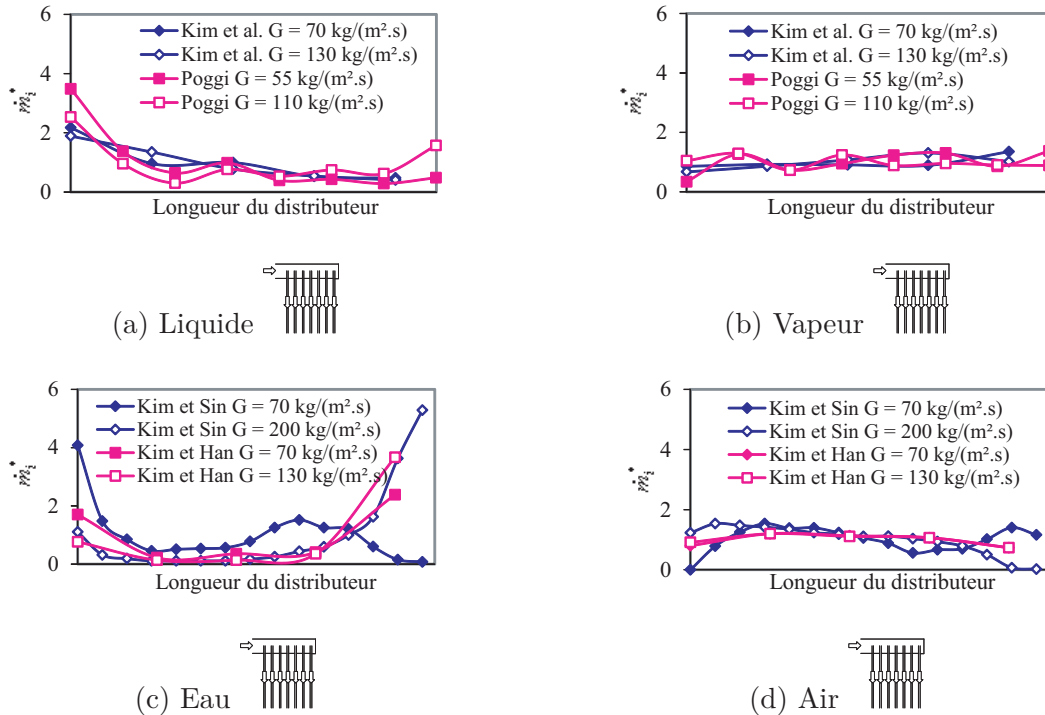 6
4
2
0
ṁᵢ*
Kim et al. G = 70 kg/(m².s)
Kim et al. G = 130 kg/(m².s)
Poggi G = 55 kg/(m².s)
Poggi G = 110 kg/(m².s)
Longueur du distributeur
(a) Liquide
6
4
2
0
ṁᵢ*
Kim et al. G = 70 kg/(m².s)
Kim et al. G = 130 kg/(m².s)
Poggi G = 55 kg/(m².s)
Poggi G = 110 kg/(m².s)
Longueur du distributeur
(b) Vapeur
6
4
2
0
ṁᵢ*
Kim et Sin G = 70 kg/(m².s)
Kim et Sin G = 200 kg/(m².s)
Kim et Han G = 70 kg/(m².s)
Kim et Han G = 130 kg/(m².s)
Longueur du distributeur
(c) Eau
6
4
2
0
ṁᵢ*
Kim et Sin G = 70 kg/(m².s)
Kim et Sin G = 200 kg/(m².s)
Kim et Han G = 70 kg/(m².s)
Kim et Han G = 130 kg/(m².s)
Longueur du distributeur
(d) Air